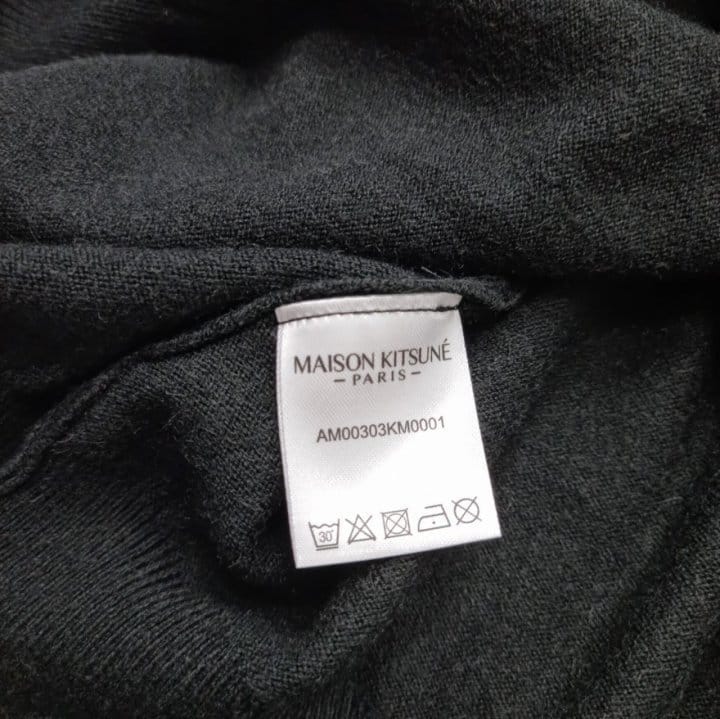 MAISON KITSUNÉ
- PARIS -
AM00303KM0001
30°